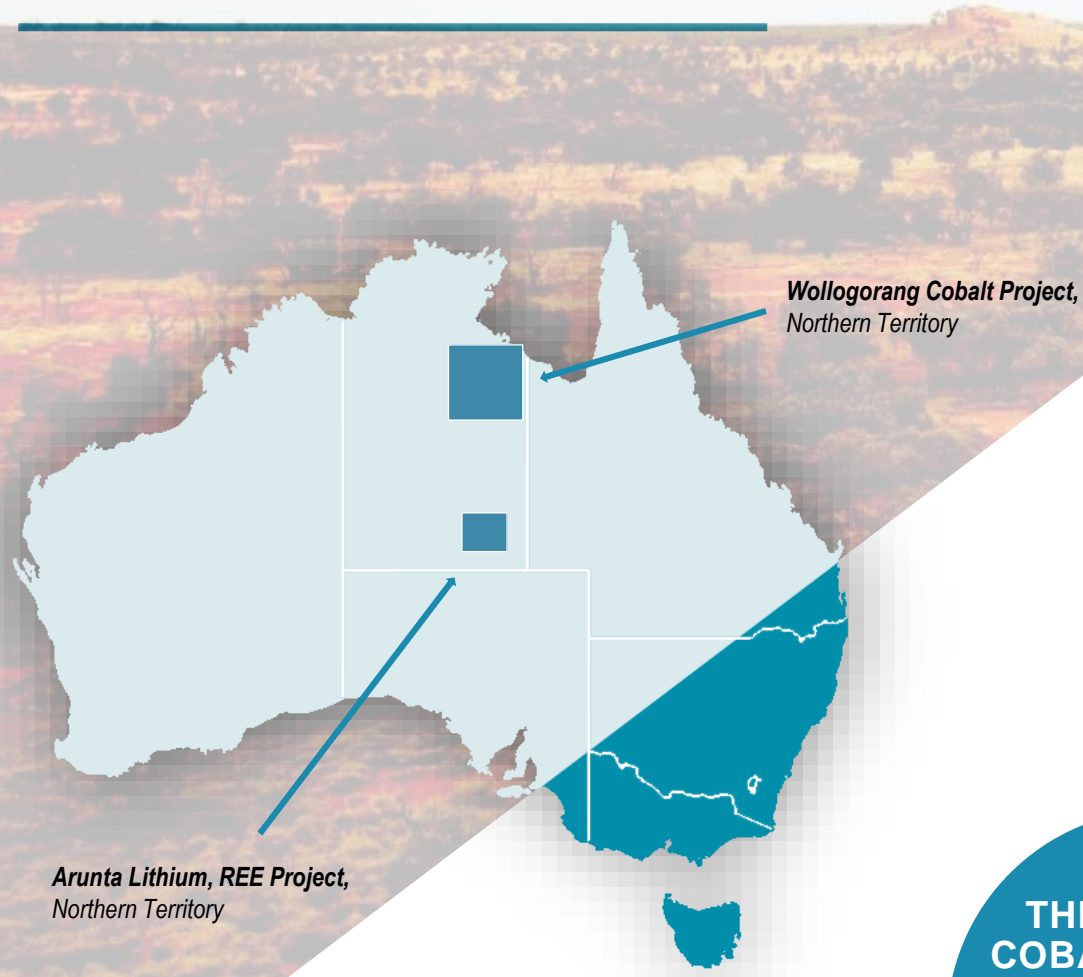 Wollogorang Cobalt Project,
Northern Territory
Arunta Lithium, REE Project,
Northern Territory